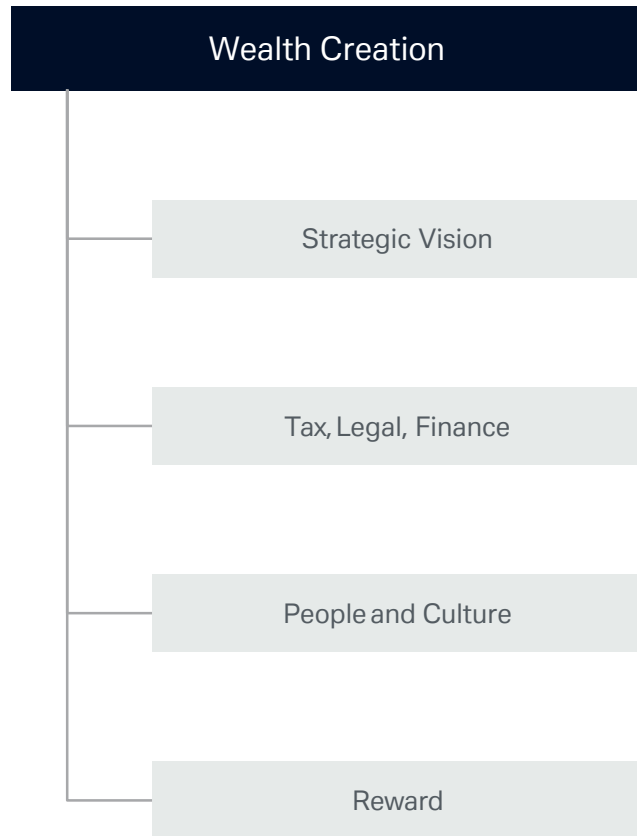 Wealth Creation
Strategic Vision
Tax, Legal, Finance
People and Culture
Reward